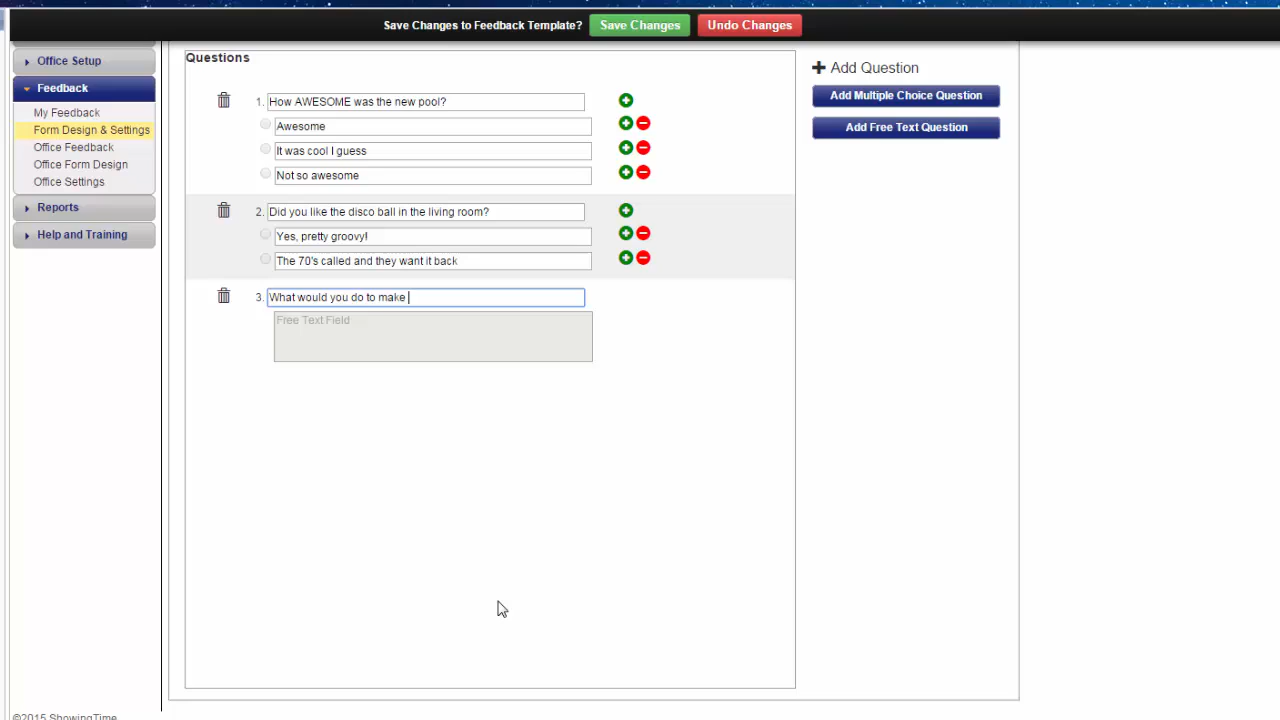 Save Changes to Feedback Template? Save Changes Undo Changes
Office Setup
Feedback
My Feedback
Form Design & Settings
Office Feedback
Office Form Design
Office Settings
Reports
Help and Training
Questions
1. How AWESOME was the new pool?
Awesome
It was cool I guess
Not so awesome
2. Did you like the disco ball in the living room?
Yes, pretty groovy!
The 70's called and they want it back
3. What would you do to make
Free Text Field
Add Question
Add Multiple Choice Question
Add Free Text Question
©2015 ShowingTime